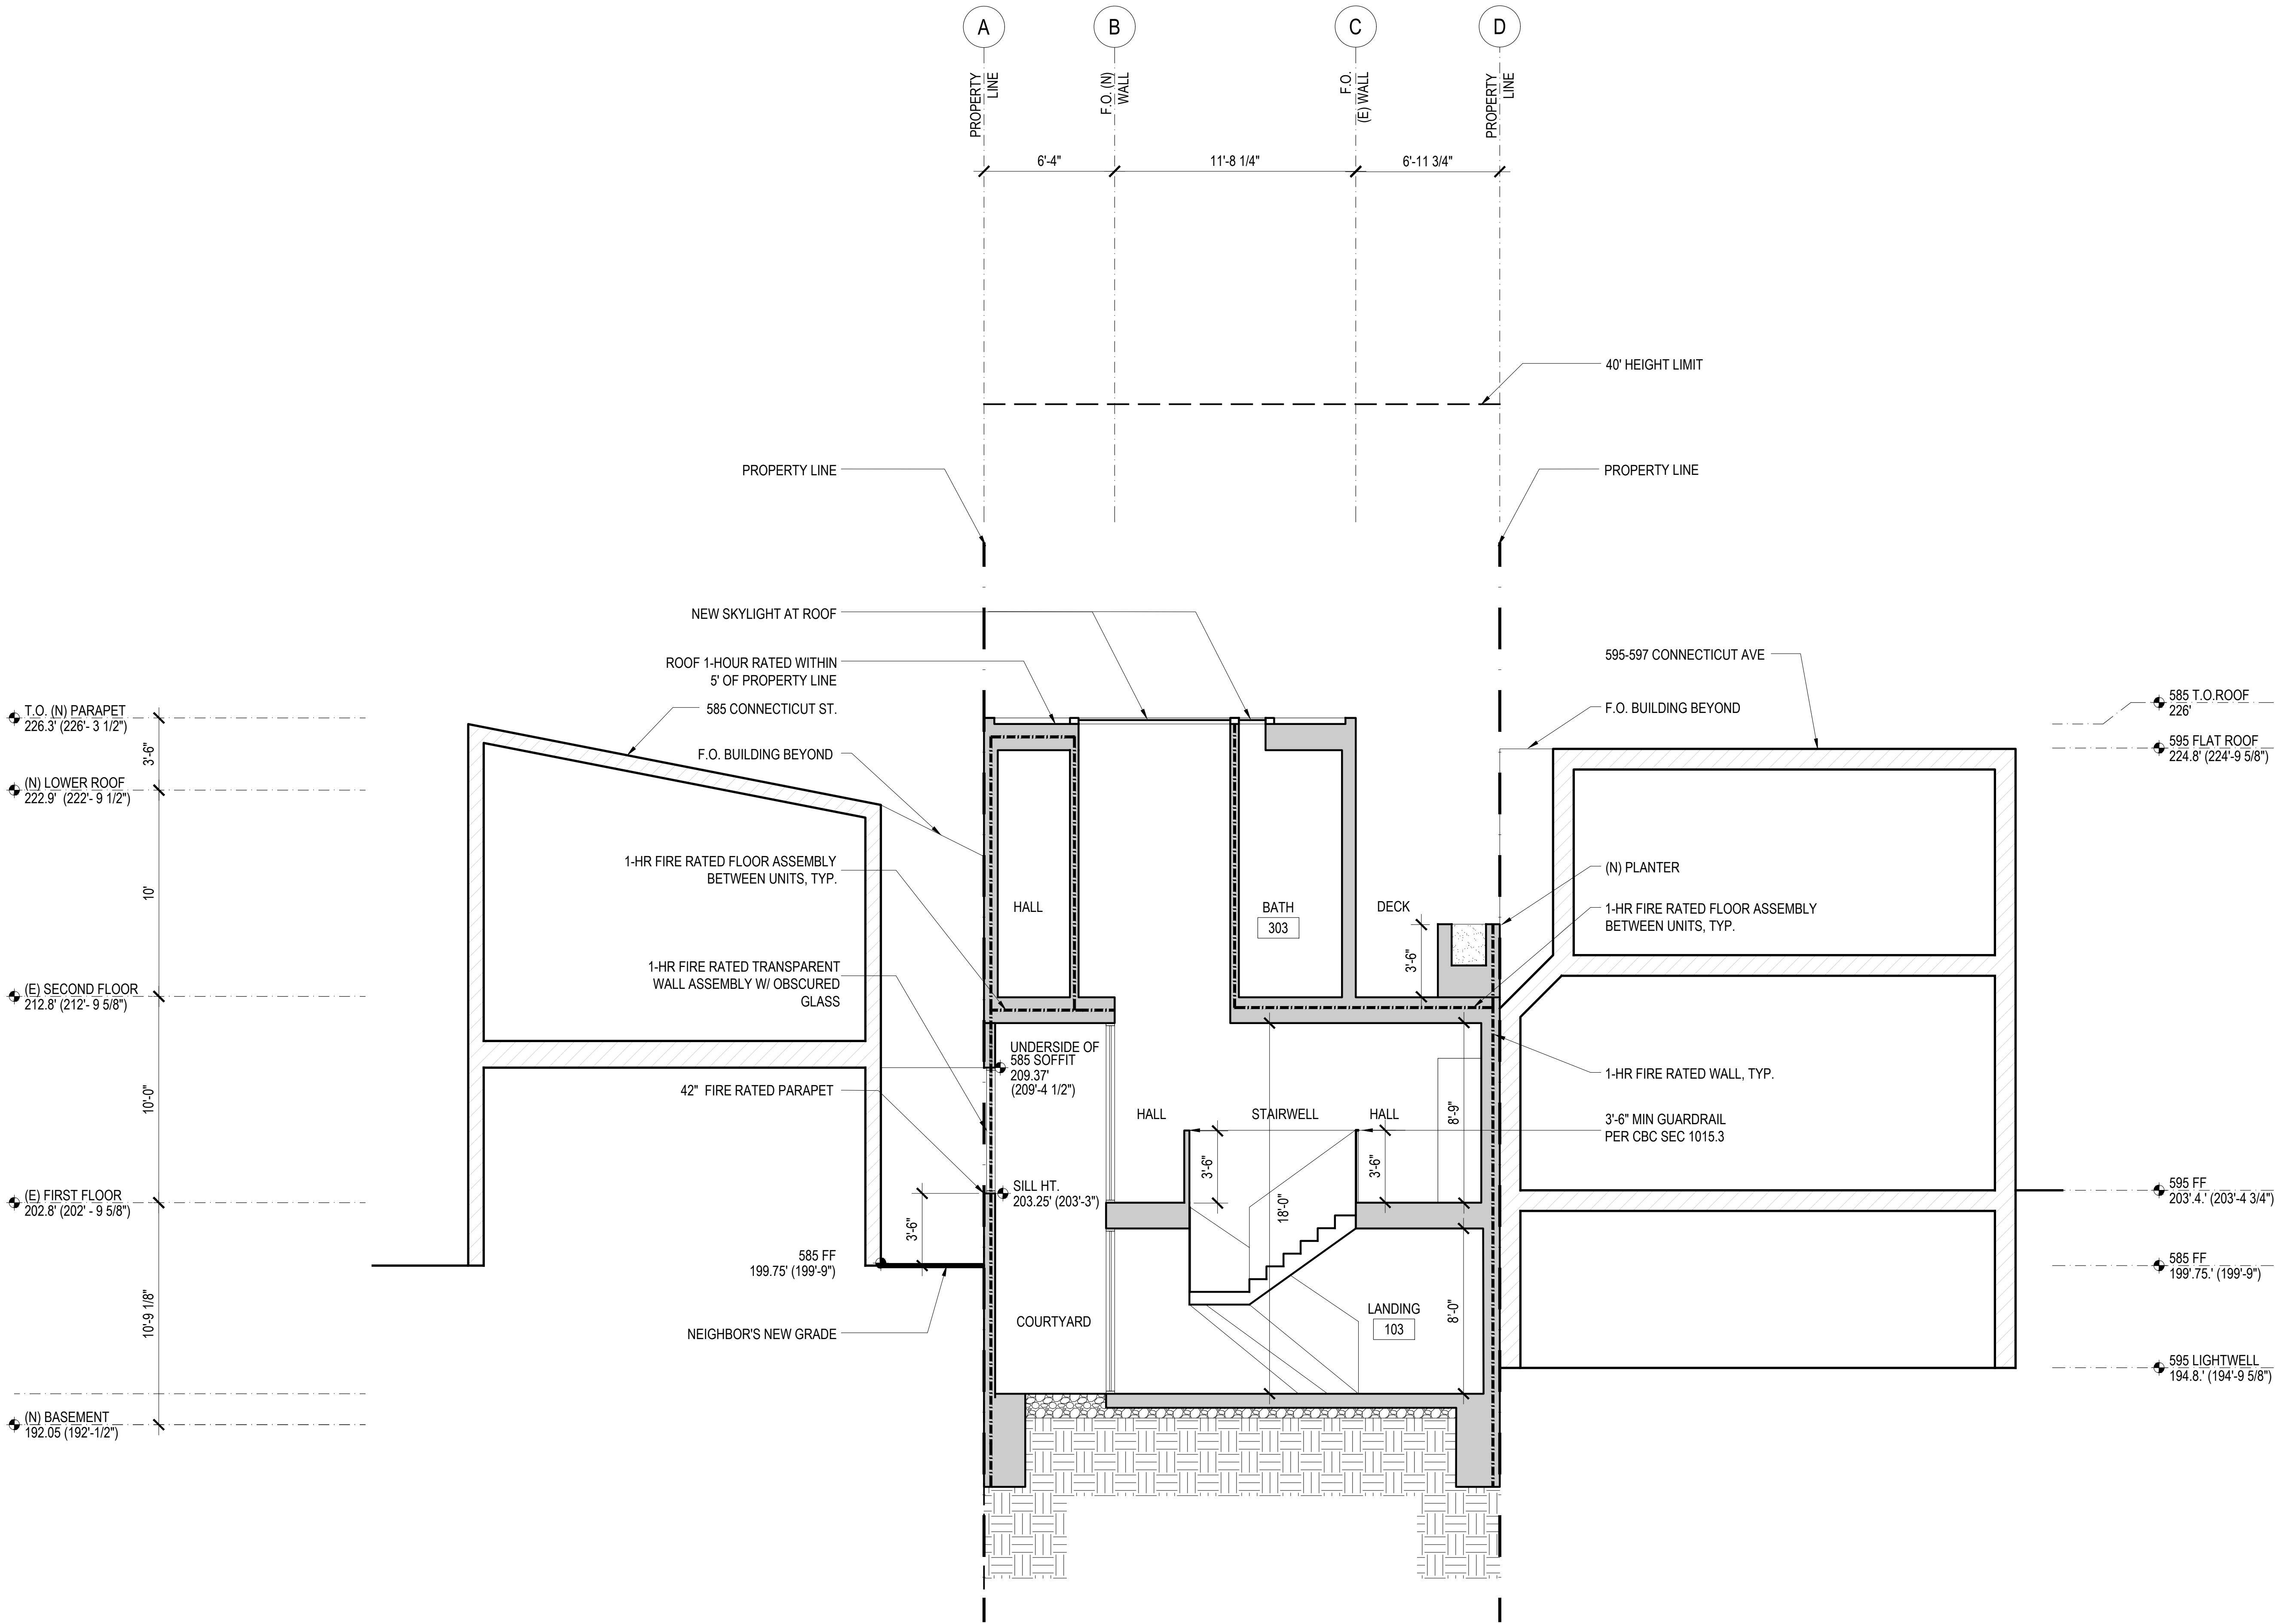 A
B
C
D
PROPERTY
LINE
F.O. (N)
WALL
F.O.
(E) WALL
PROPERTY
LINE
6'-4"
11'-8 1/4"
6'-11 3/4"
40' HEIGHT LIMIT
PROPERTY LINE
PROPERTY LINE
NEW SKYLIGHT AT ROOF
ROOF 1-HOUR RATED WITHIN
5' OF PROPERTY LINE
585 CONNECTICUT ST.
F.O. BUILDING BEYOND
595-597 CONNECTICUT AVE
F.O. BUILDING BEYOND
T.O. (N) PARAPET
226.3' (226'- 3 1/2")
3'-6"
(N) LOWER ROOF
222.9' (222'- 9 1/2")
10'
(E) SECOND FLOOR
212.8' (212'- 9 5/8")
10'-0"
(E) FIRST FLOOR
202.8' (202' - 9 5/8")
10'-9 1/8"
(N) BASEMENT
192.05 (192'-1/2")
585 T.O.ROOF
226'
595 FLAT ROOF
224.8' (224'-9 5/8")
1-HR FIRE RATED FLOOR ASSEMBLY
BETWEEN UNITS, TYP.
HALL
BATH
303
DECK
3'-6"
(N) PLANTER
1-HR FIRE RATED FLOOR ASSEMBLY
BETWEEN UNITS, TYP.
1-HR FIRE RATED TRANSPARENT
WALL ASSEMBLY W/ OBSCURED
GLASS
UNDERSIDE OF
585 SOFFIT
209.37'
(209'-4 1/2")
42" FIRE RATED PARAPET
1-HR FIRE RATED WALL, TYP.
HALL
STAIRWELL
HALL
8'-9"
3'-6" MIN GUARDRAIL
PER CBC SEC 1015.3
3'-6"
3'-6"
SILL HT.
203.25' (203'-3")
18'-0"
3'-6"
595 FF
203'.4.' (203'-4 3/4")
585 FF
199.75' (199'-9")
585 FF
199'.75.' (199'-9")
NEIGHBOR'S NEW GRADE
COURTYARD
LANDING
103
8'-0"
595 LIGHTWELL
194.8.' (194'-9 5/8")